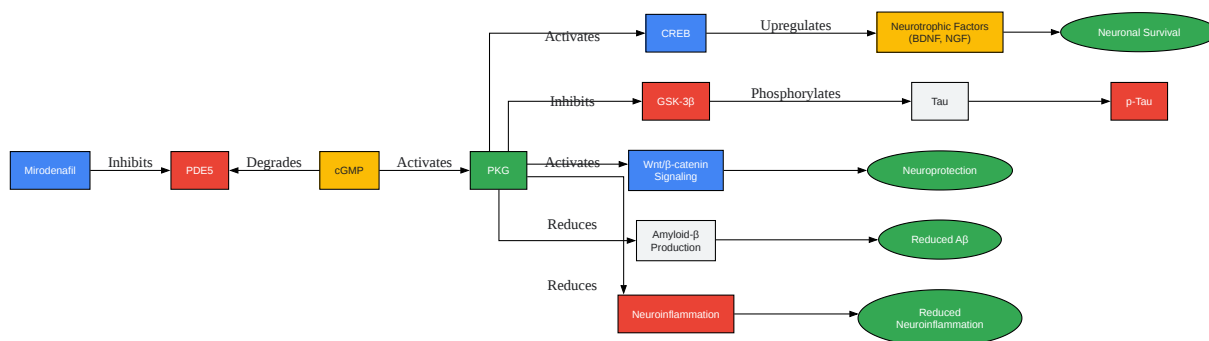 Activates
CREB
Upregulates
Neurotrophic Factors
(BDNF, NGF)
Neuronal Survival
Inhibits
GSK-3β
Phosphorylates
Tau
p-Tau
Mirodenafil
Inhibits
PDE5
Degrades
cGMP
Activates
PKG
Activates
Wnt/β-catenin
Signaling
Neuroprotection
Reduces
Amyloid-β
Production
Reduced Aβ
Reduces
Neuroinflammation
Reduced
Neuroinflammation